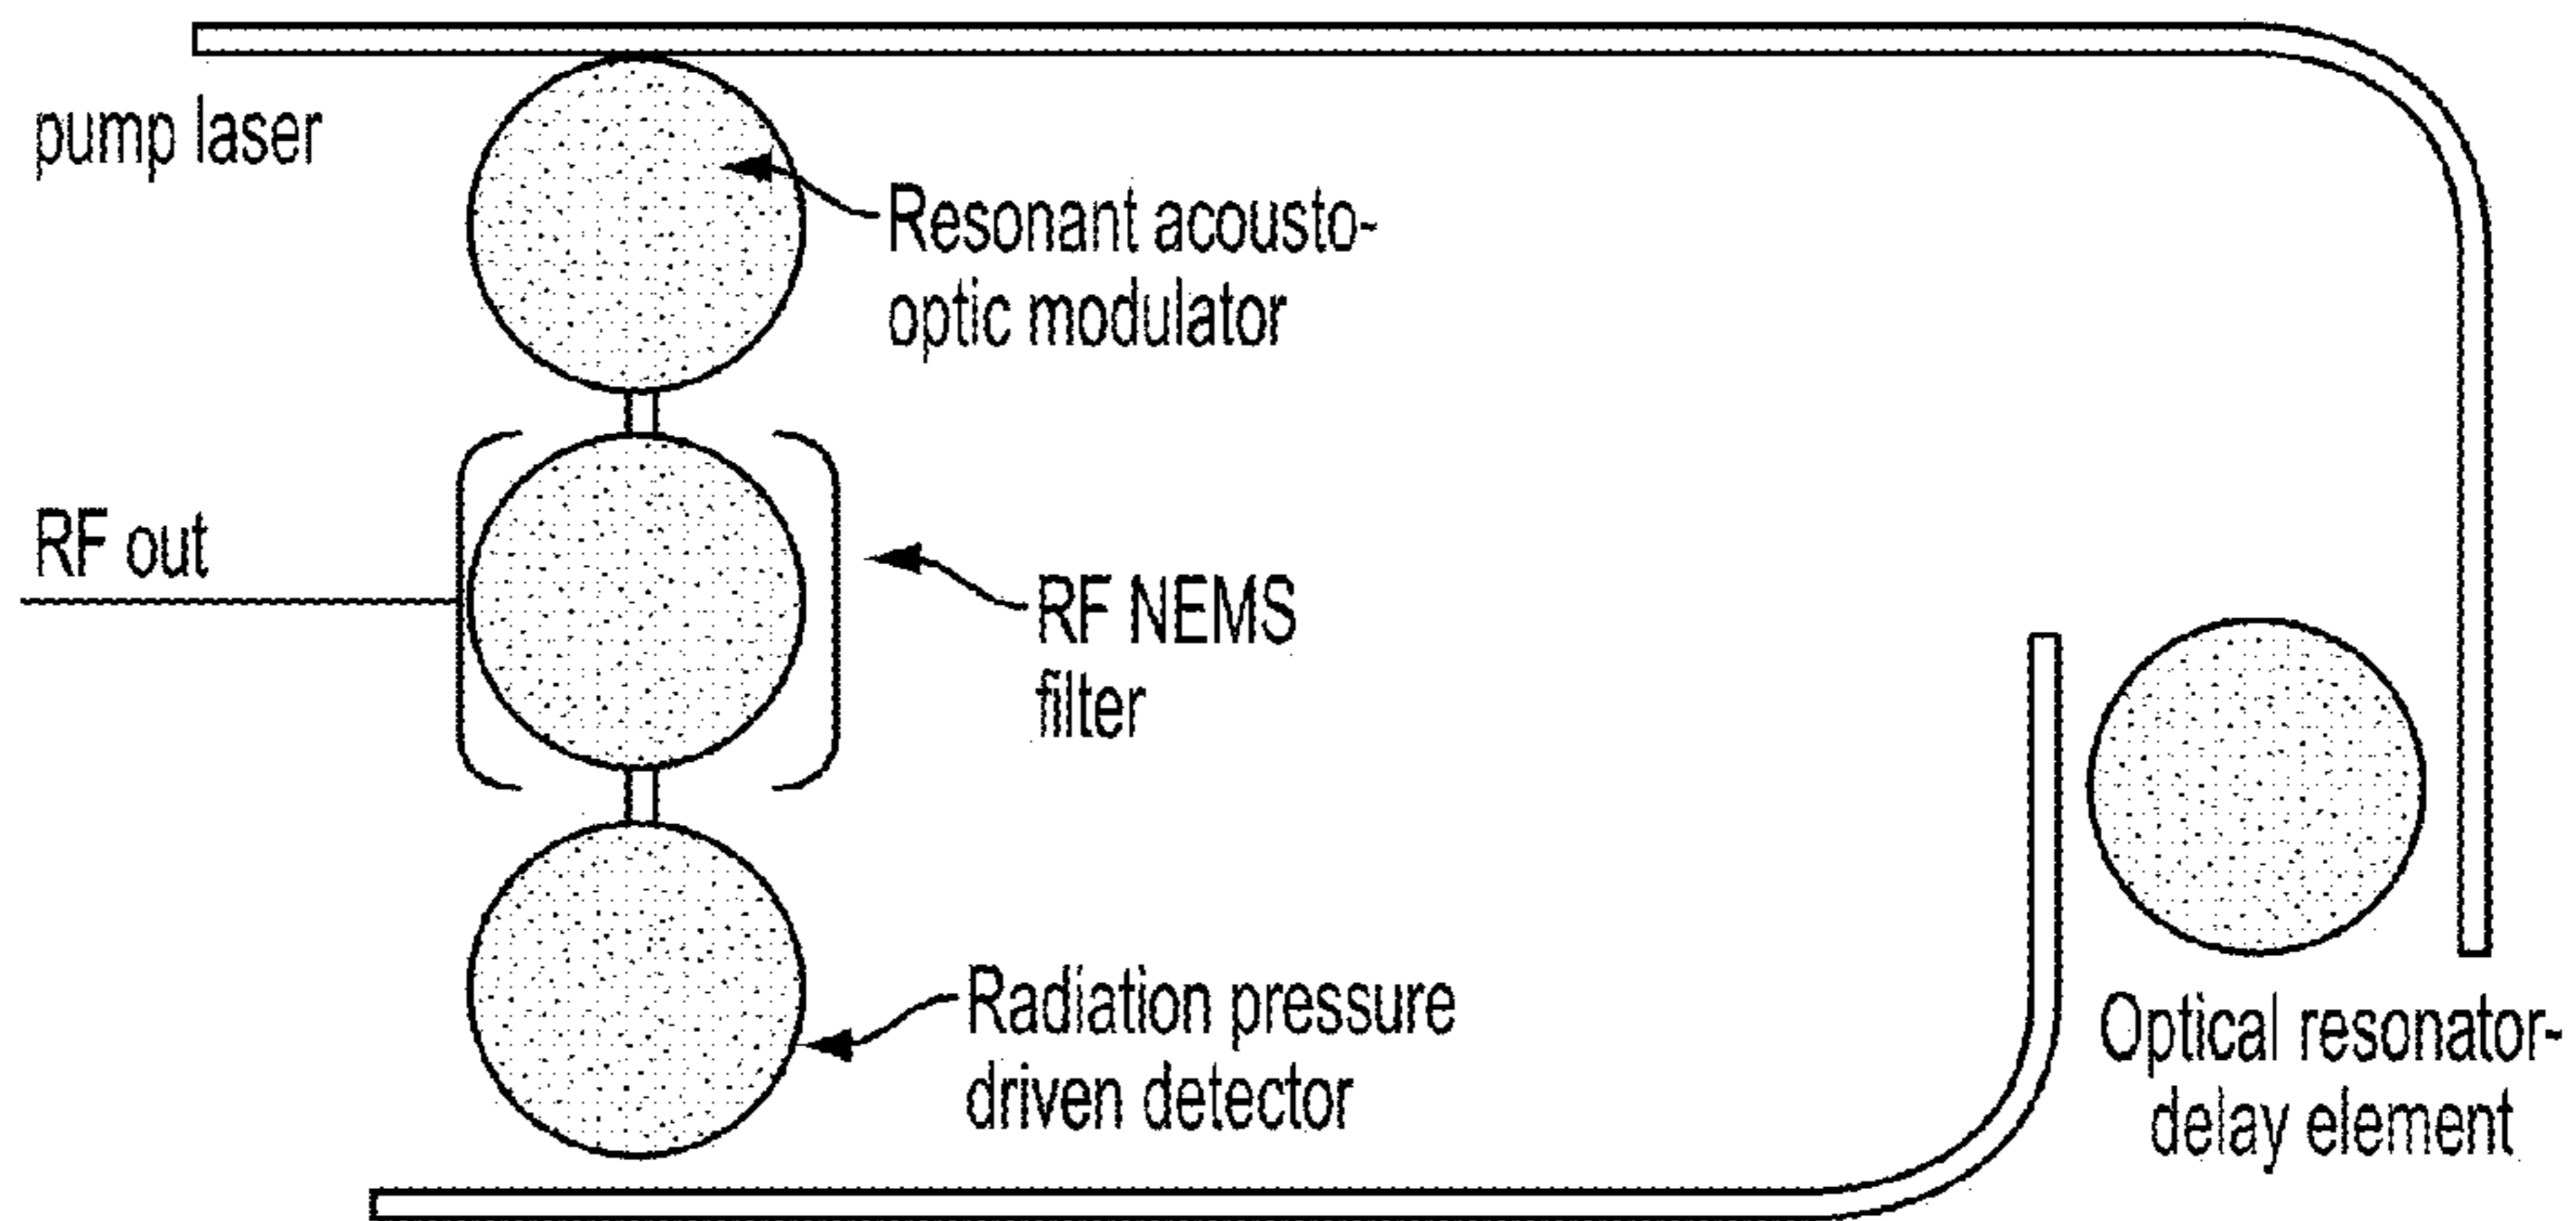 pump laser
Resonant acousto-
optic modulator
RF out
RF NEMS
filter
Radiation pressure
driven detector
Optical resonator-
delay element